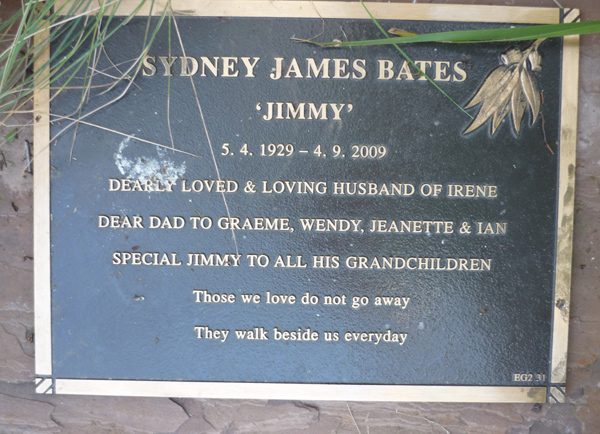 SYDNEY JAMES BATES
'JIMMY'
5. 4. 1929 – 4. 9. 2009
DEARLY LOVED & LOVING HUSBAND OF IRENE
DEAR DAD TO GRAEME, WENDY, JEANETTE & IAN
SPECIAL JIMMY TO ALL HIS GRANDCHILDREN
Those we love do not go away
They walk beside us everyday
EG2 31